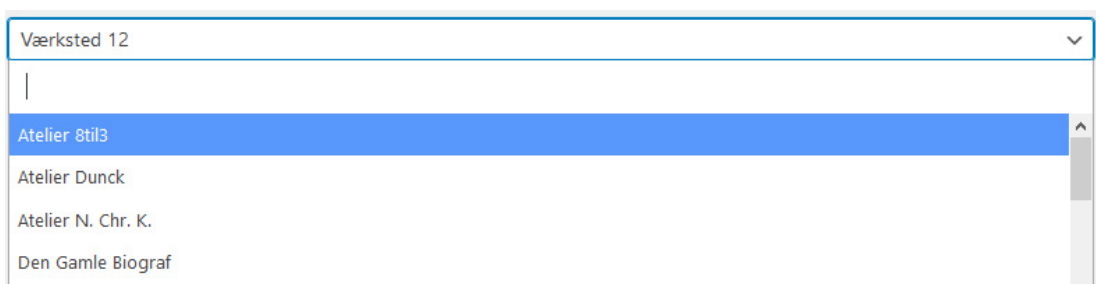 Værksted 12
Atelier 8til3
Atelier Dunck
Atelier N. Chr. K.
Den Gamle Biograf